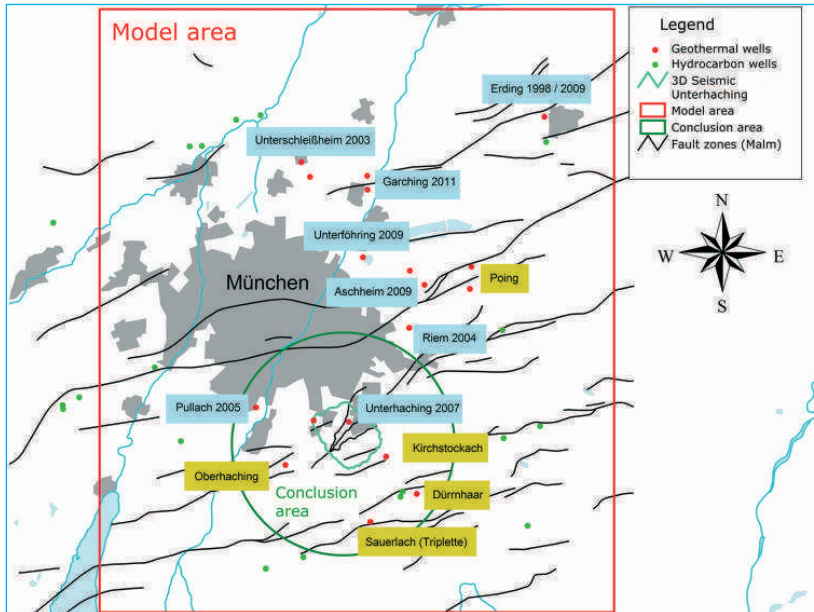 Model area
Legend
Geothermal wells
Hydrocarbon wells
3D Seismic
Unterhaching
Model area
Conclusion area
Fault zones (Malm)
Erding 1998 / 2009
Unterschleißheim 2003
Garching 2011
Unterföhring 2009
N
W
E
S
München
Aschheim 2009
Poing
Riem 2004
Pullach 2005
Unterhaching 2007
Kirchstockach
Oberhaching
Conclusion
area
Dürrnhaar
Sauerlach (Triplette)